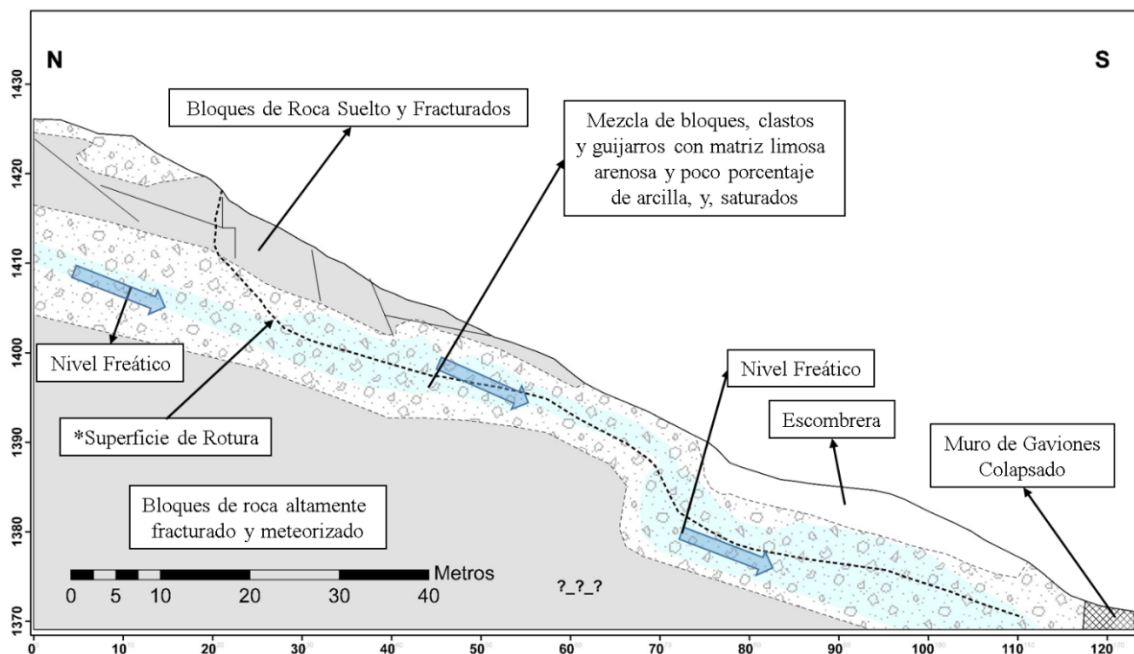 N
S
1430
1420
1410
1400
1390
1380
1370
Bloques de Roca Suelto y Fracturados
Mezcla de bloques, clastos
y guijarros con matriz limosa
arenosa y poco porcentaje
de arcilla, y, saturados
Nivel Freático
*Superficie de Rotura
Nivel Freático
Escombrera
Muro de Gaviones
Colapsado
Bloques de roca altamente
fracturado y meteorizado
Metros
0 5 10 20 30 40
?_?_?
0 10 20 30 40 50 60 70 80 90 100 110 120